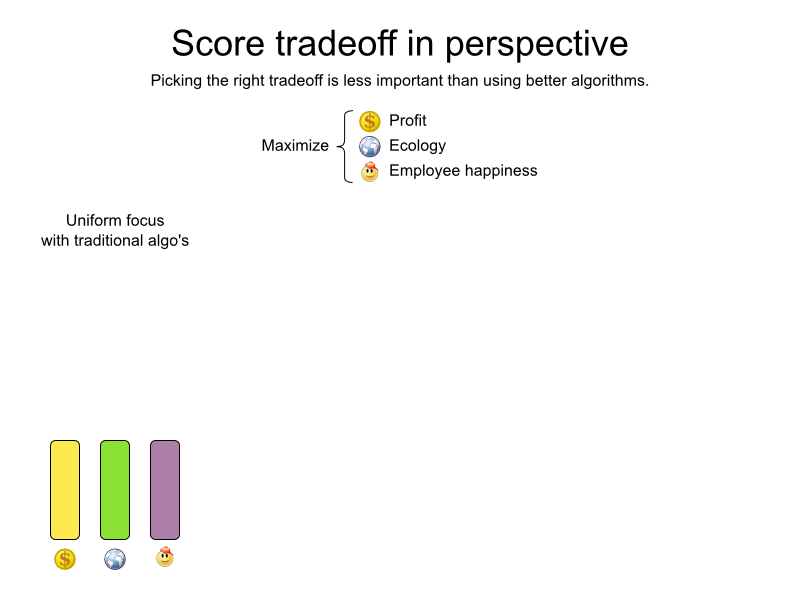 Score tradeoff in perspective
Picking the right tradeoff is less important than using better algorithms.
Maximize
Profit
Ecology
Employee happiness
Uniform focus
with traditional algo's